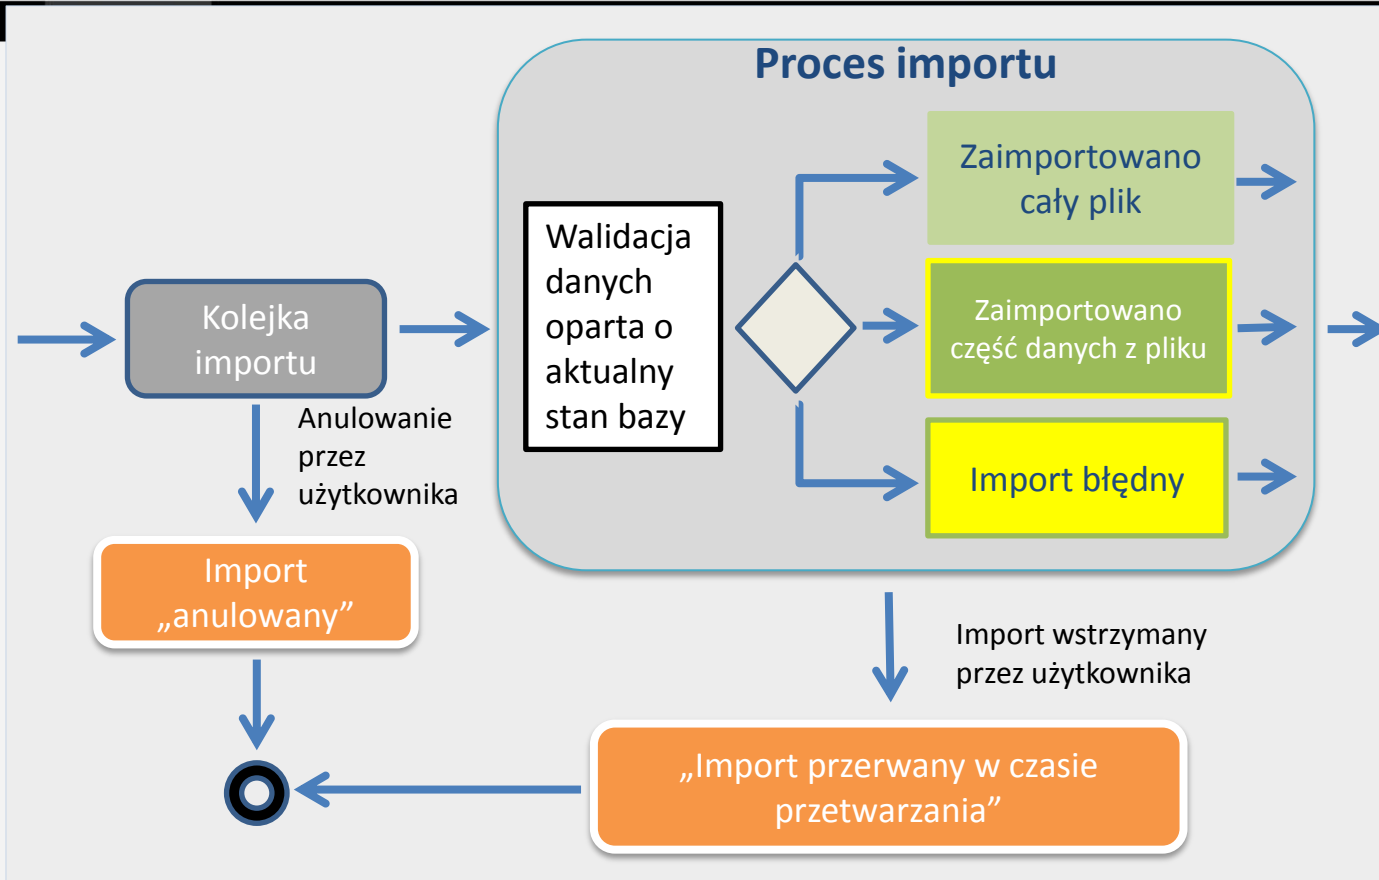 Proces importu
Zaimportowano
cały plik
Walidacja
danych
oparta o
aktualny
stan bazy
Kolejka
importu
Zaimportowano
część danych z pliku
Anulowanie
przez
użytkownika
Import błędny
Import
„anulowany”
Import wstrzymany
przez użytkownika
„Import przerwany w czasie
przetwarzania”